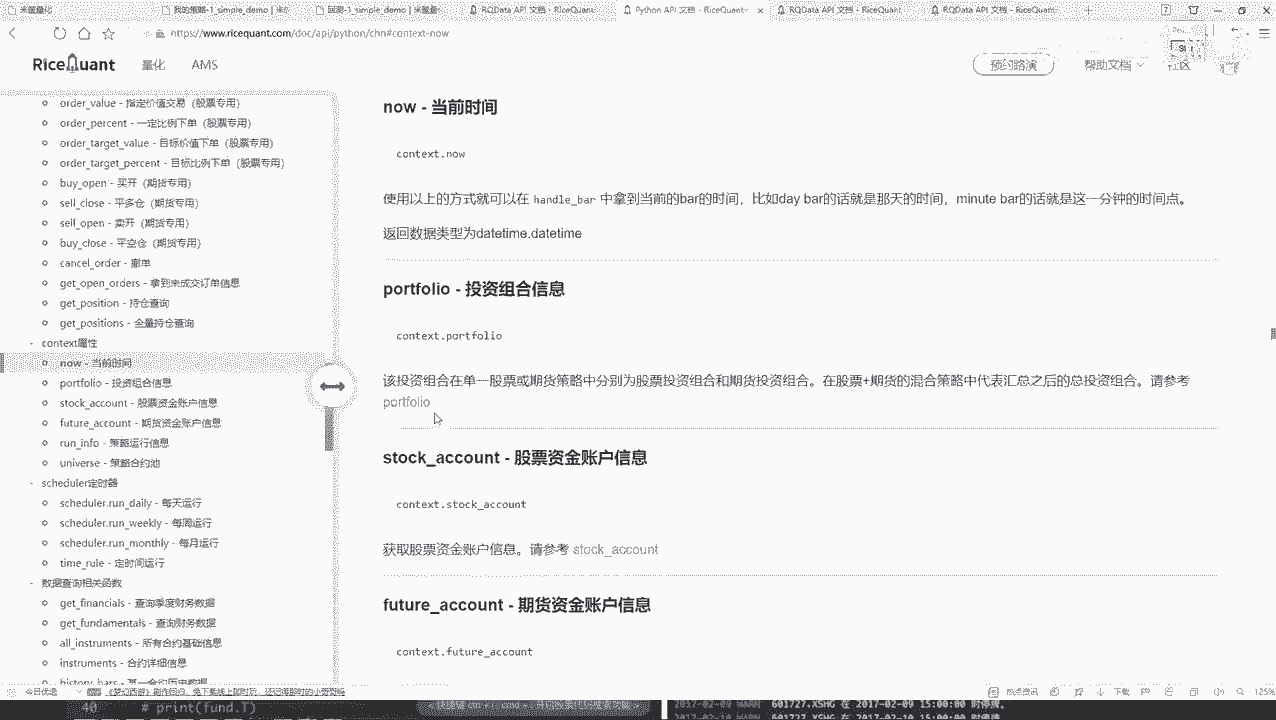 米筐量化
我的策略-1_simple_demo | 米
回测-1_simple_demo | 米筐量
RQData API 文档 - RiceQuant
Python API 文档 - RiceQuant
RQData API 文档 - RiceQuant
RQData API 文档 - RiceQuant
https://www.ricequant.com/doc/api/python/chn#context-now
RiceQuant
量化
AMS
预约路演
帮助文档
社区
order_value - 指定价值交易（股票专用）
order_percent - 一定比例下单（股票专用）
order_target_value - 目标价值下单（股票专用）
order_target_percent - 目标比例下单（股票专用）
buy_open - 买开（期货专用）
sell_close - 平多仓（期货专用）
sell_open - 卖开（期货专用）
buy_close - 平空仓（期货专用）
cancel_order - 撤单
get_open_orders - 拿到未成交订单信息
get_position - 持仓查询
get_positions - 全量持仓查询
- context属性
now - 当前时间
portfolio - 投资组合信息
stock_account - 股票资金账户信息
future_account - 期货资金账户信息
run_info - 策略运行信息
universe - 策略合约池
- scheduler定时器
scheduler.run_daily - 每天运行
scheduler.run_weekly - 每周运行
scheduler.run_monthly - 每月运行
time_rule - 定时间运行
- 数据查询相关函数
get_financials - 查询季度财务数据
get_fundamentals - 查询财务数据
all_instruments - 所有合约基础信息
instruments - 合约详细信息
history_bars - 某一合约历史数据
now - 当前时间
context.now
使用以上的方式就可以在 handle_bar 中拿到当前的bar的时间，比如day bar的话就是那天的时间，minute bar的话就是这一分钟的时间点。
返回数据类型为datetime.datetime
portfolio - 投资组合信息
context.portfolio
该投资组合在单一股票或期货策略中分别为股票投资组合和期货投资组合。在股票+期货的混合策略中代表汇总之后的总投资组合。请参考
portfolio
stock_account - 股票资金账户信息
context.stock_account
获取股票资金账户信息。请参考 stock_account
future_account - 期货资金账户信息
context.future_account
今日优选
热点资讯
下载
125%
40 # print(fund.T)
2017-02-09 WARN 601727.XSHG 在 2017-02-09 15:00:00 时停牌。
2017-02-10 WARN 601727.XSHG 在 2017-02-10 15:00:00 时停牌。